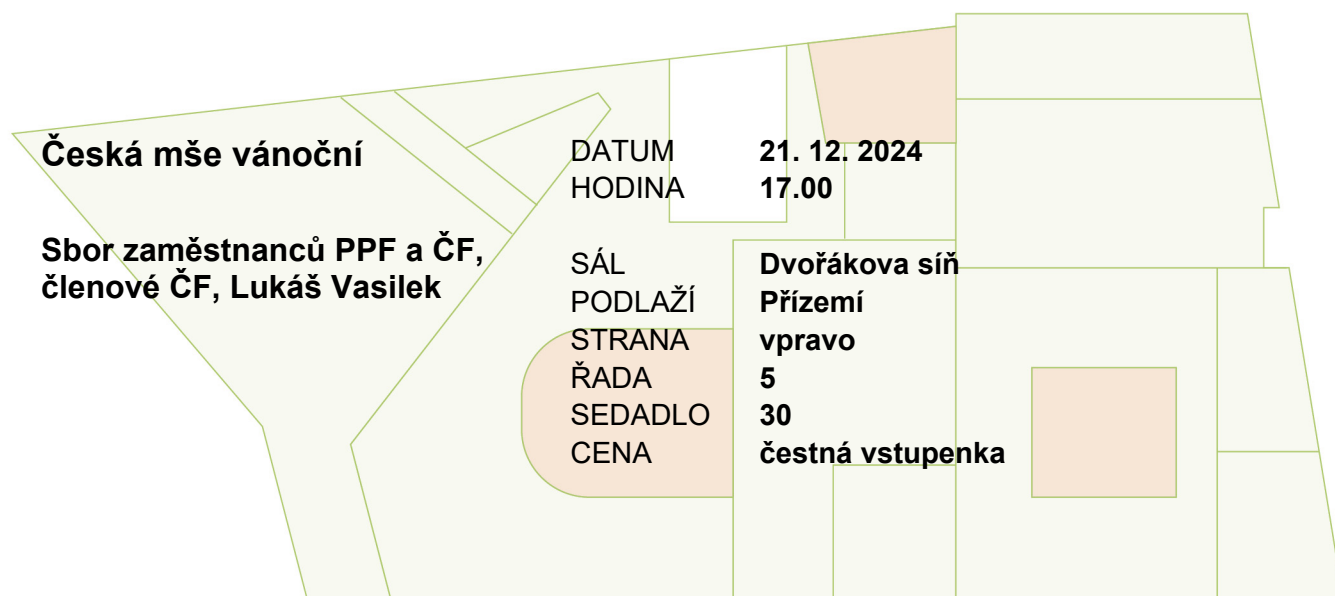 Česká mše vánoční
Sbor zaměstnanců PPF a ČF,
členové ČF, Lukáš Vasilek
DATUM 21. 12. 2024
HODINA 17.00
SÁL Dvořákova síň
PODLAŽÍ Přízemí
STRANA vpravo
ŘADA 5
SEDADLO 30
CENA čestná vstupenka